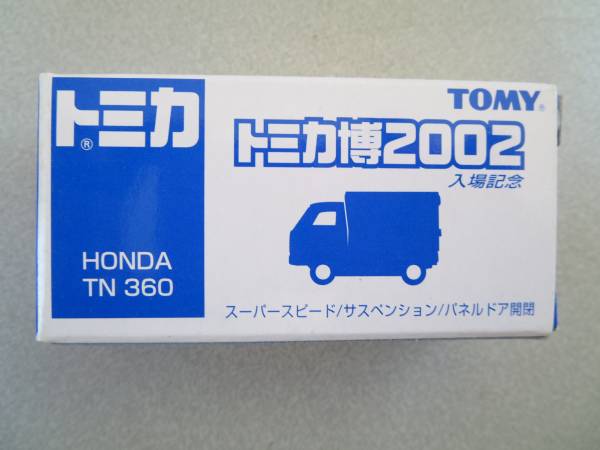 トミカ®
HONDA
TN 360
TOMY®
トミカ博2002
入場記念
スーパースピード/サスペンション/パネルドア開閉